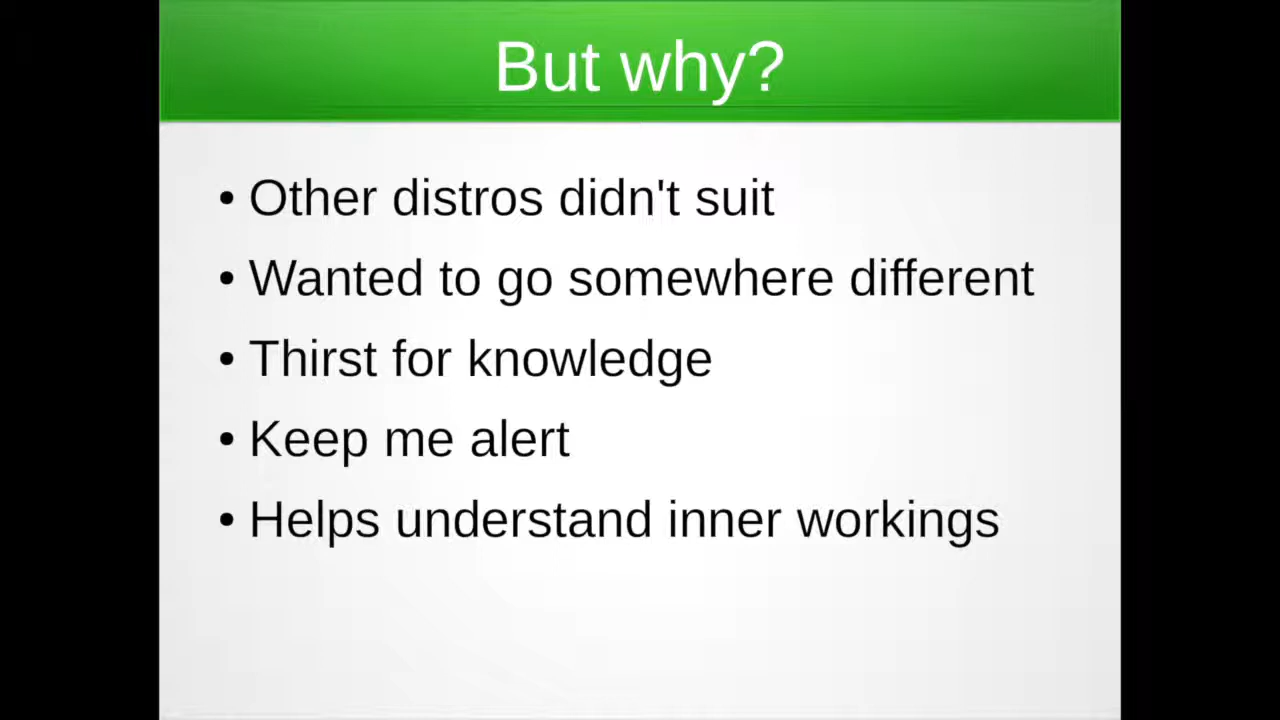 But why?
• Other distros didn't suit
• Wanted to go somewhere different
• Thirst for knowledge
• Keep me alert
• Helps understand inner workings